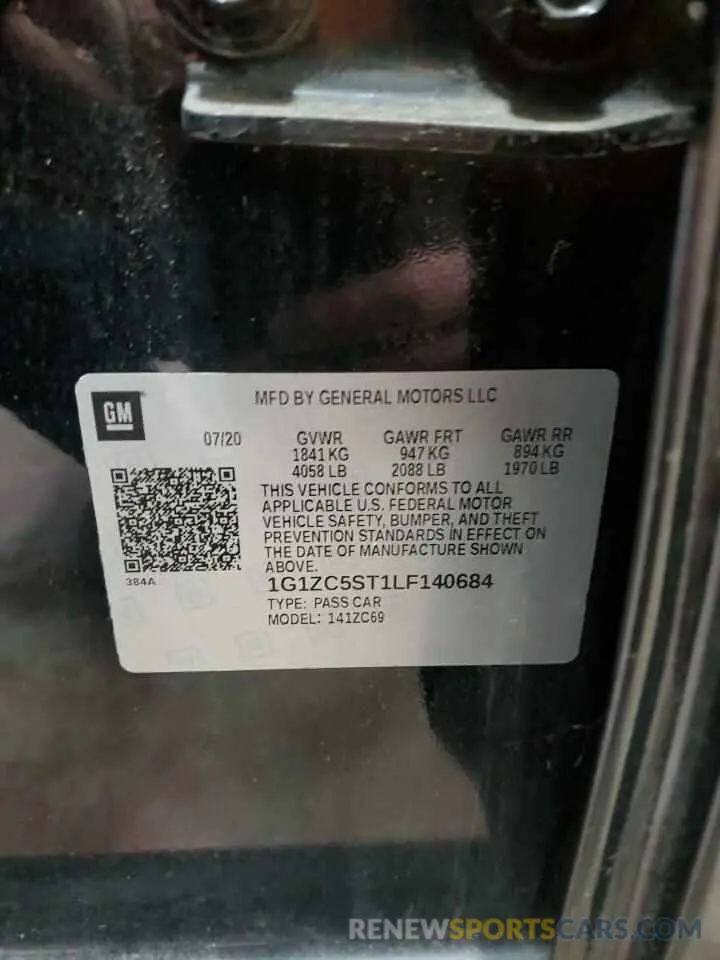 GM
MFD BY GENERAL MOTORS LLC
07/20 GVWR GAWR FRT GAWR RR
1841 KG 947 KG 894 KG
4058 LB 2088 LB 1970 LB
THIS VEHICLE CONFORMS TO ALL
APPLICABLE U.S. FEDERAL MOTOR
VEHICLE SAFETY, BUMPER, AND THEFT
PREVENTION STANDARDS IN EFFECT ON
THE DATE OF MANUFACTURE SHOWN
ABOVE.
384A
1G1ZC5ST1LF140684
TYPE: PASS CAR
MODEL: 141ZC69
RENEWSPORTSCARS.COM